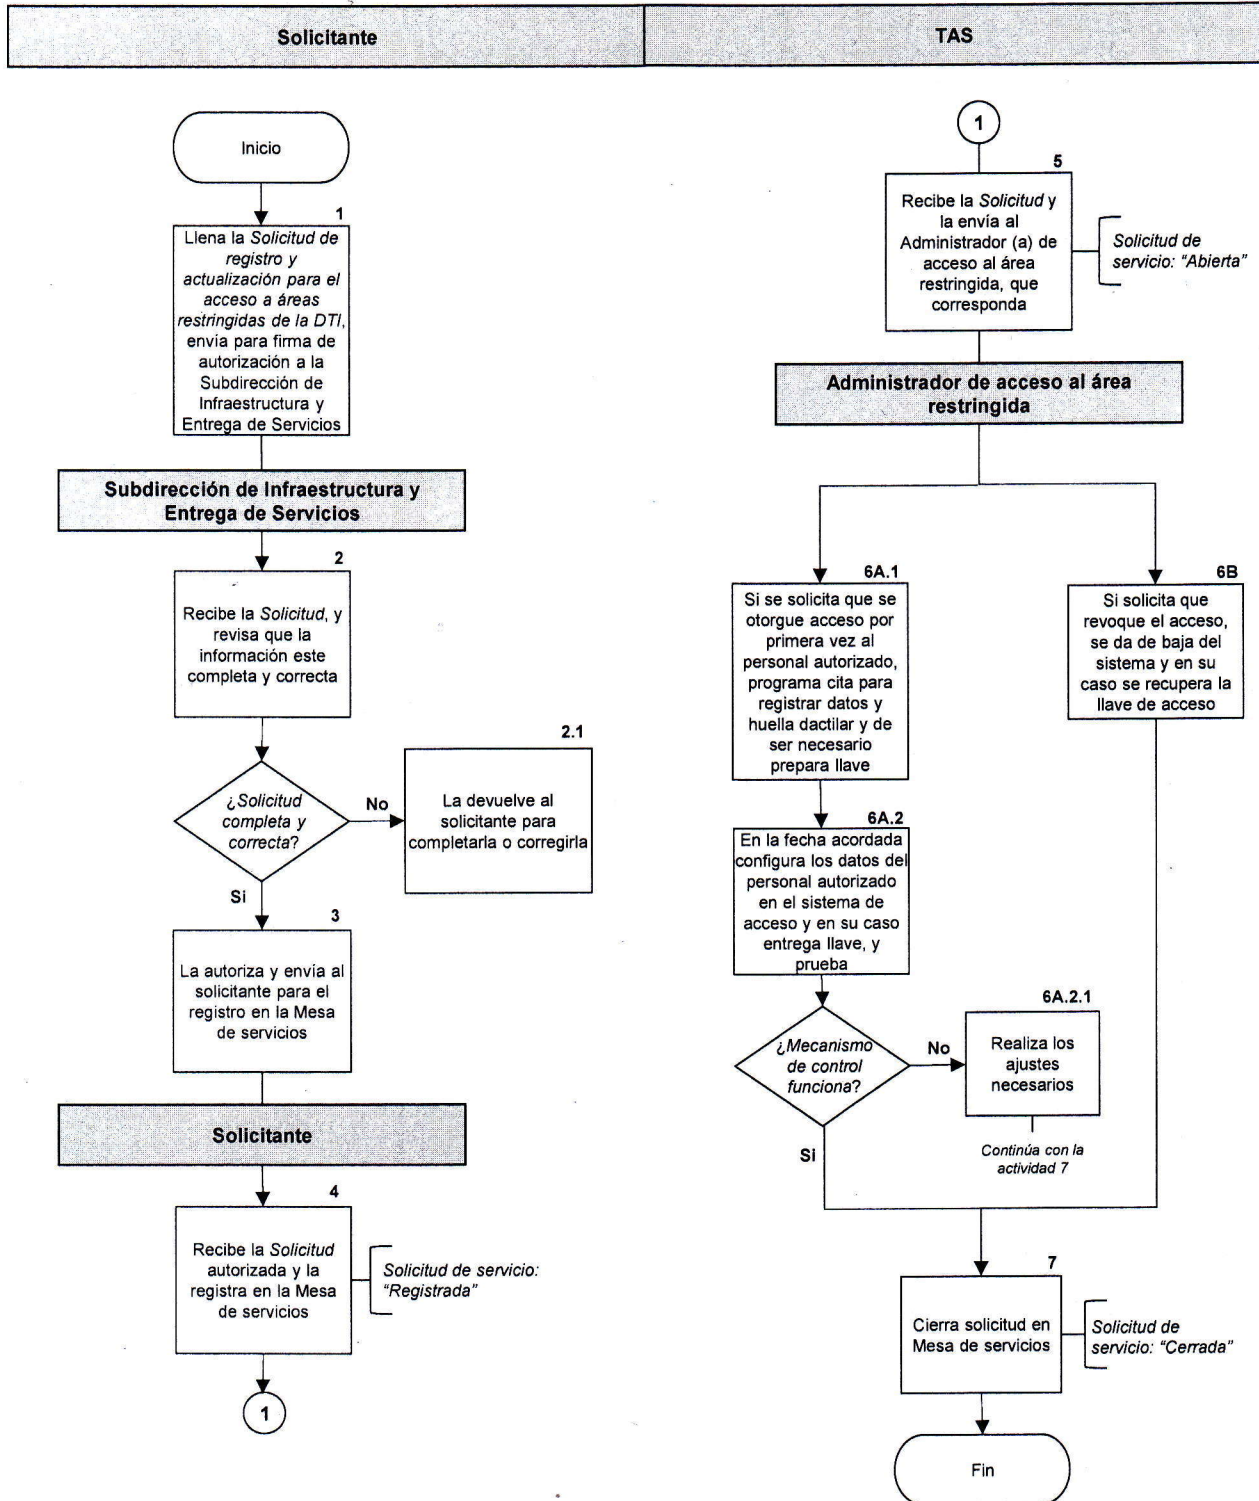 Solicitante
TAS
Inicio
1
Llena la Solicitud de
registro y
actualización para el
acceso a áreas
restringidas de la DTI,
envía para firma de
autorización a la
Subdirección de
Infraestructura y
Entrega de Servicios
Subdirección de Infraestructura y
Entrega de Servicios
2
Recibe la Solicitud, y
revisa que la
información este
completa y correcta
¿Solicitud
completa y
correcta?
No
2.1
La devuelve al
solicitante para
completarla o corregirla
Si
3
La autoriza y envía al
solicitante para el
registro en la Mesa
de servicios
Solicitante
4
Recibe la Solicitud
autorizada y la
registra en la Mesa
de servicios
Solicitud de servicio:
“Registrada”
1
1
5
Recibe la Solicitud y
la envía al
Administrador (a) de
acceso al área
restringida, que
corresponda
Solicitud de
servicio: “Abierta”
Administrador de acceso al área
restringida
6A.1
Si se solicita que se
otorgue acceso por
primera vez al
personal autorizado,
programa cita para
registrar datos y
huella dactilar y de
ser necesario
prepara llave
6B
Si solicita que
revoque el acceso,
se da de baja del
sistema y en su
caso se recupera la
llave de acceso
6A.2
En la fecha acordada
configura los datos del
personal autorizado
en el sistema de
acceso y en su caso
entrega llave, y
prueba
¿Mecanismo
de control
funciona?
No
6A.2.1
Realiza los
ajustes
necesarios
Continúa con la
actividad 7
Si
7
Cierra solicitud en
Mesa de servicios
Solicitud de
servicio: “Cerrada”
Fin